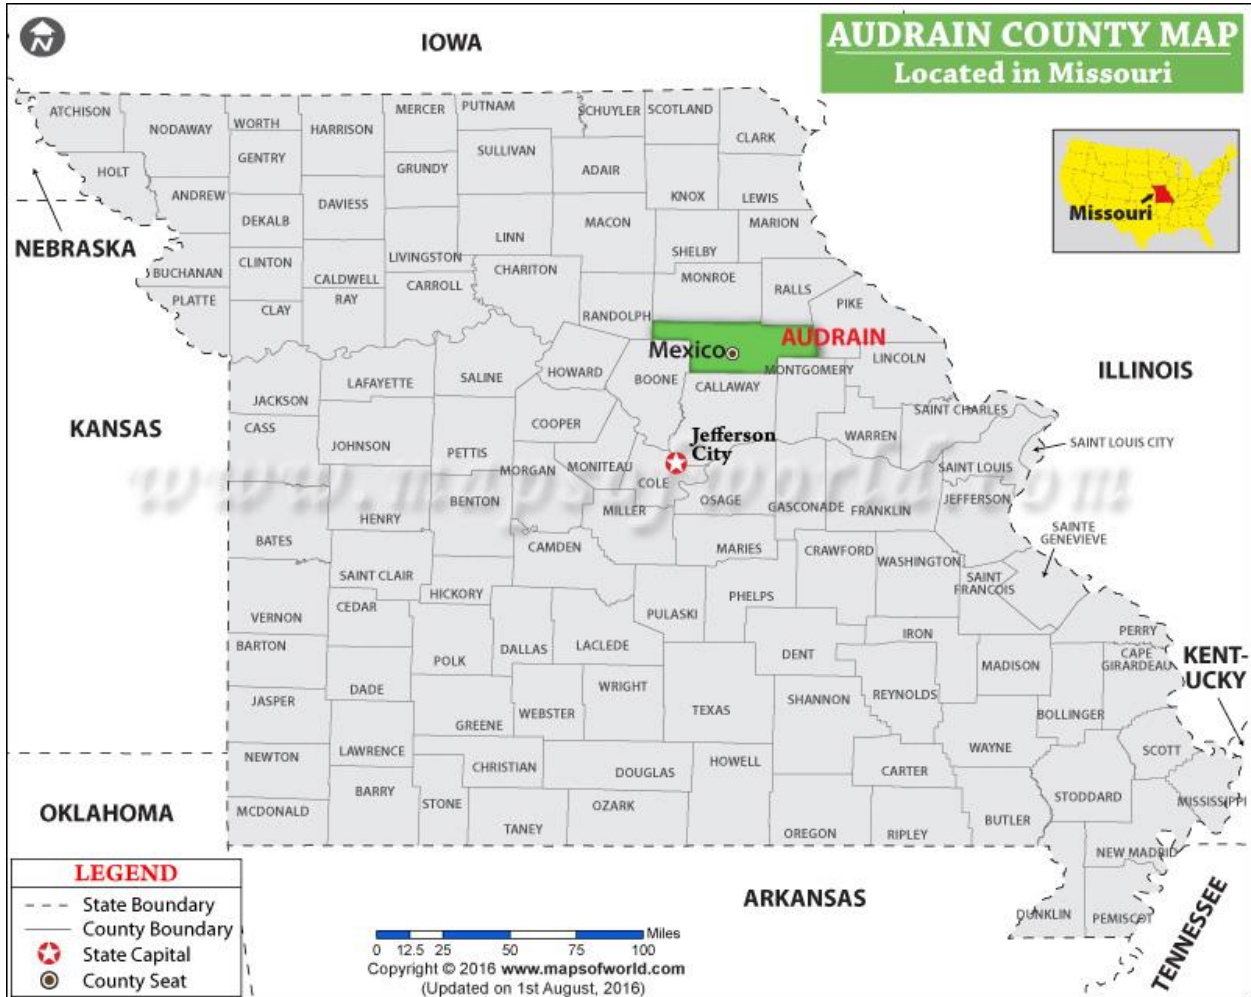 AUDRAIN COUNTY MAP
Located in Missouri
N
IOWA
ATCHISON
NODAWAY
WORTH
HARRISON
MERCER
PUTNAM
SCHUYLER
SCOTLAND
CLARK
GENTRY
SULLIVAN
ADAIR
HOLT
GRUNDY
KNOX
LEWIS
ANDREW
DAVIESS
DEKALB
MACON
MARION
LINN
Missouri
NEBRASKA
SHELBY
BUCHANAN
CLINTON
LIVINGSTON
CHARITON
CALDWELL
CARROLL
MONROE
RALLS
PLATTE
CLAY
RAY
PIKE
RANDOLPH
AUDRAIN
Mexico
LINCOLN
ILLINOIS
HOWARD
MONTGOMERY
LAFAYETTE
SALINE
BOONE
CALLAWAY
JACKSON
SAINT CHARLES
KANSAS
CASS
COOPER
Jefferson
City
WARREN
SAINT LOUIS CITY
JOHNSON
PETTIS
MORGAN
MONITEAU
SAINT LOUIS
www.mapsofworld.com
COLE
BENTON
OSAGE
JEFFERSON
HENRY
MILLER
GASCONADE
FRANKLIN
SAINTE
GENEVIEVE
BATES
CAMDEN
MARIES
CRAWFORD
WASHINGTON
SAINT CLAIR
SAINT
FRANCOIS
HICKORY
PHELPS
CEDAR
PULASKI
VERNON
IRON
PERRY
BARTON
DALLAS
LACLEDE
POLK
DENT
MADISON
CAPE
GIRARDEAU
KENT-
UCKY
DADE
WRIGHT
REYNOLDS
JASPER
SHANNON
WEBSTER
TEXAS
BOLLINGER
GREENE
LAWRENCE
WAYNE
SCOTT
NEWTON
HOWELL
CHRISTIAN
DOUGLAS
CARTER
BARRY
STODDARD
MISSISSIPPI
OKLAHOMA
MCDONALD
STONE
OZARK
TANEY
OREGON
RIPLEY
BUTLER
NEW MADRID
ARKANSAS
DUNKLIN
PEMISCOT
TENNESSEE
LEGEND
State Boundary
County Boundary
State Capital
County Seat
Miles
0 12.5 25 50 75 100
Copyright © 2016 www.mapsofworld.com
(Updated on 1st August, 2016)